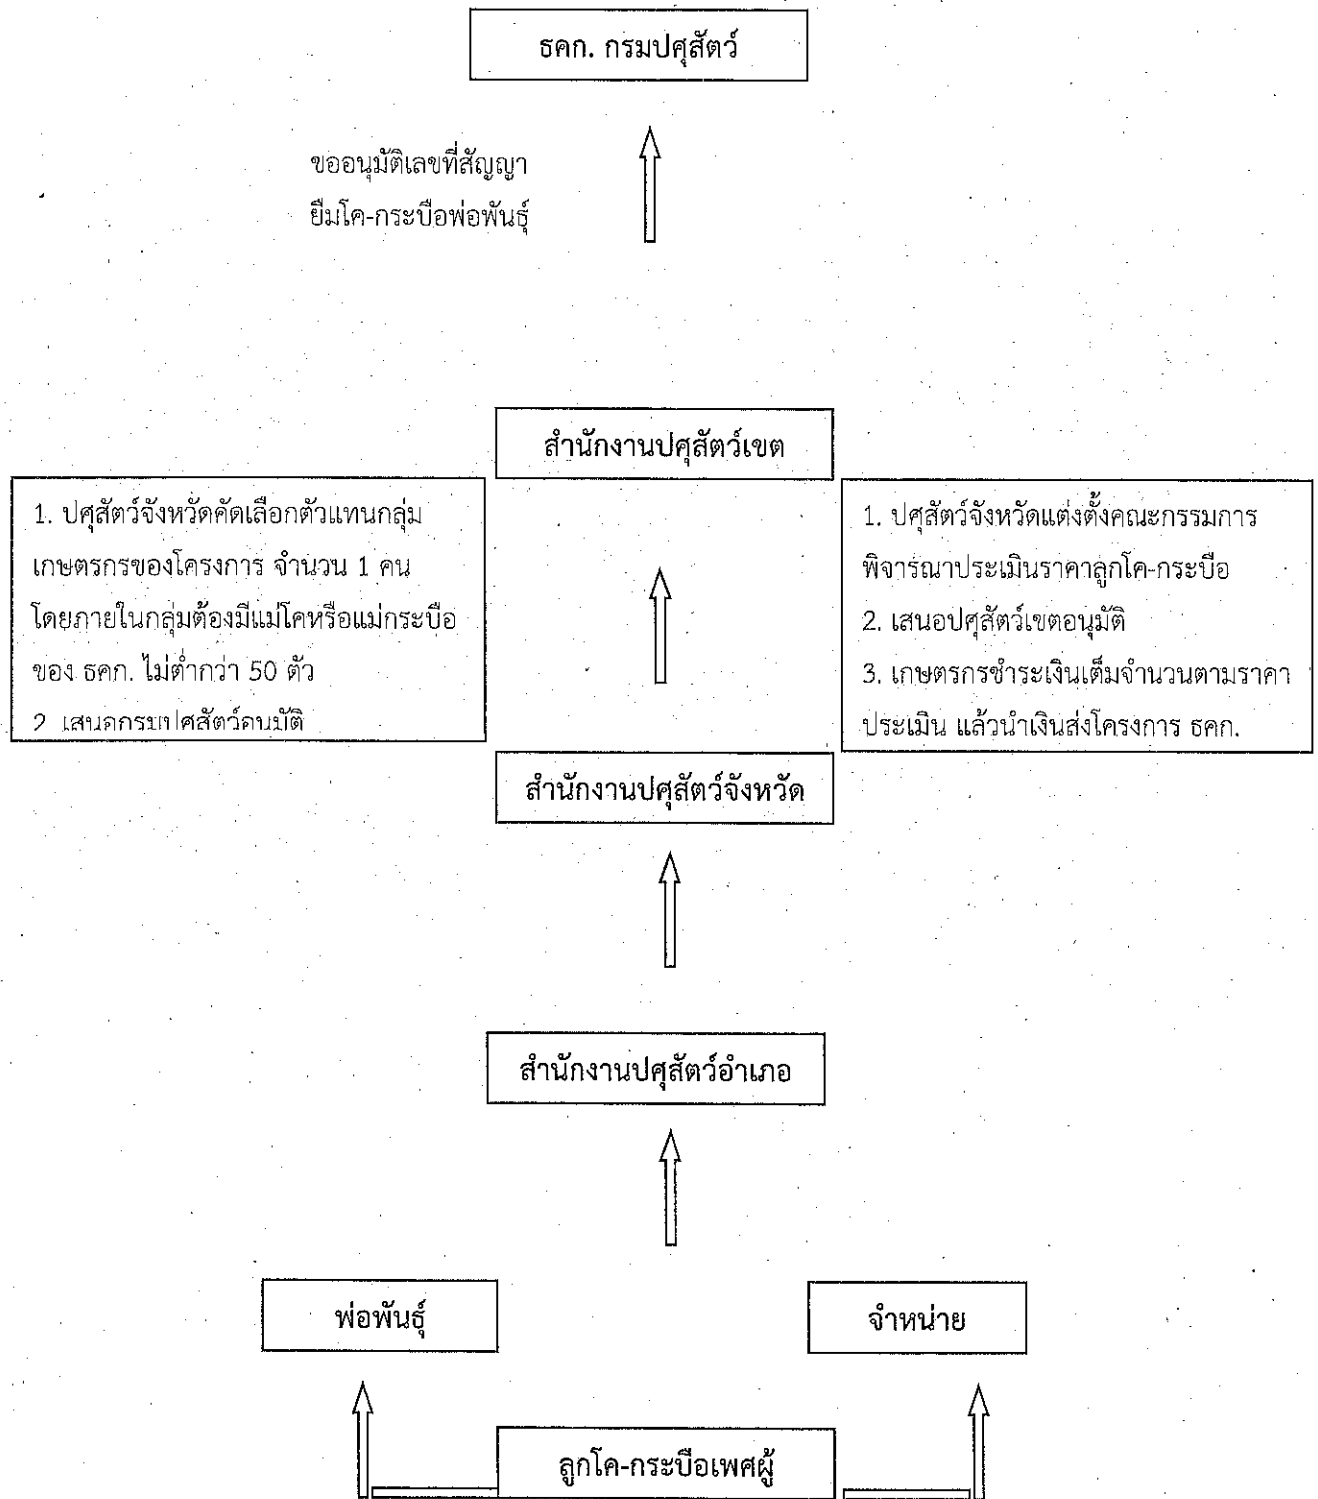 ธคก. กรมปศุสัตว์
ขออนุมัติเลขที่สัญญา
ยืมโค-กระบือพ่อพันธุ์
สำนักงานปศุสัตว์เขต
1. ปศุสัตว์จังหวัดคัดเลือกตัวแทนกลุ่ม
เกษตรกรของโครงการ จำนวน 1 คน
โดยภายในกลุ่มต้องมีแม่โคหรือแม่กระบือ
ของ ธคก. ไม่ต่ำกว่า 50 ตัว
2. เสนอกรมปศุสัตว์อนุมัติ
1. ปศุสัตว์จังหวัดแต่งตั้งคณะกรรมการ
พิจารณาประเมินราคาลูกโค-กระบือ
2. เสนอปศุสัตว์เขตอนุมัติ
3. เกษตรกรชำระเงินเต็มจำนวนตามราคา
ประเมิน แล้วนำเงินส่งโครงการ ธคก.
สำนักงานปศุสัตว์จังหวัด
สำนักงานปศุสัตว์อำเภอ
พ่อพันธุ์
จำหน่าย
ลูกโค-กระบือเพศผู้